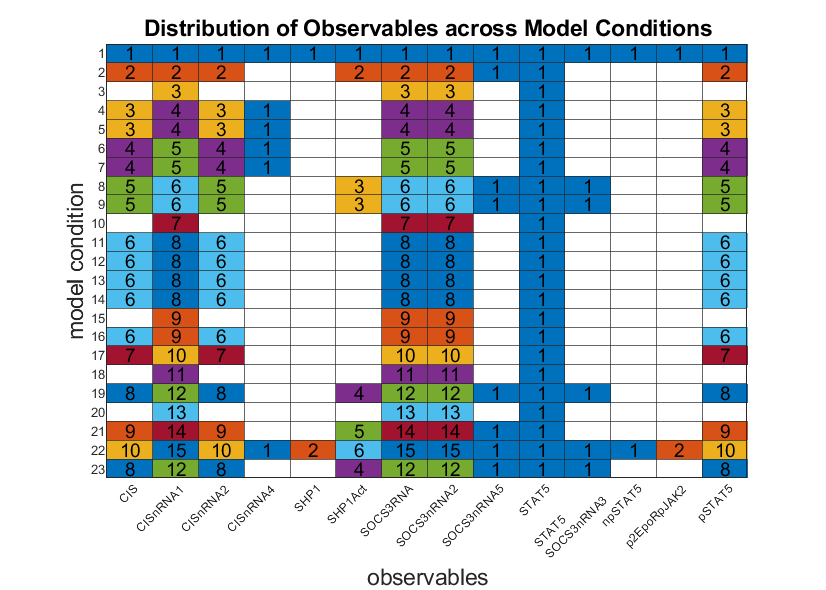 Distribution of Observables across Model Conditions
model condition
1 1 1 1 1 1 1 1 1 1 1 1 1 1 1
2 2 2 2 2 2 2 1 1 2
3 3 3 3 1
4 3 4 3 1 4 4 1 3
5 3 4 3 1 4 4 1 3
6 4 5 4 1 5 5 1 4
7 4 5 4 1 5 5 1 4
8 5 6 5 3 6 6 1 1 1 5
9 5 6 5 3 6 6 1 1 1 5
10 7 7 7 1
11 6 8 6 8 8 1 6
12 6 8 6 8 8 1 6
13 6 8 6 8 8 1 6
14 6 8 6 8 8 1 6
15 9 9 9 1
16 6 9 6 9 9 1 6
17 7 10 7 10 10 1 7
18 11 11 11 1
19 8 12 8 4 12 12 1 1 1 8
20 13 13 13 1
21 9 14 9 5 14 14 1 1 9
22 10 15 10 1 2 6 15 15 1 1 1 1 2 10
23 8 12 8 4 12 12 1 1 1 8
CIS
CISnRNA1
CISnRNA2
CISnRNA4
SHP1
SHP1Act
SOCS3RNA
SOCS3nRNA2
SOCS3nRNA5
STAT5
STAT5
SOCS3nRNA3
npSTAT5
p2EpoRpJAK2
pSTAT5
observables